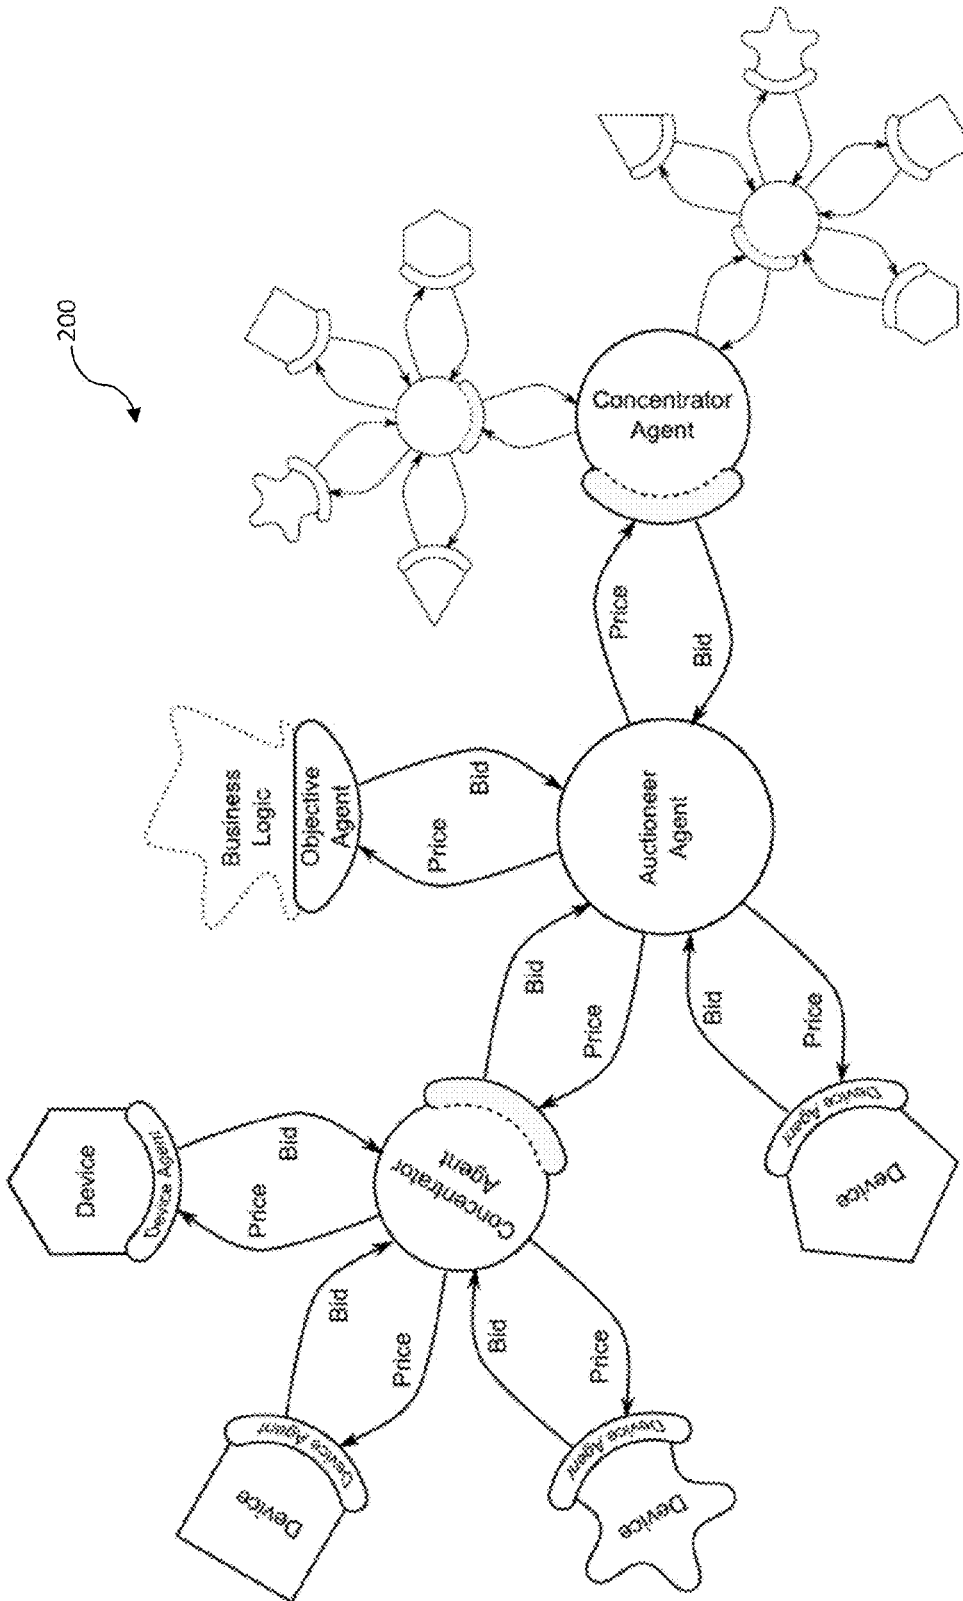 200
Device
Device Agent
Price
Bid
Device
Device Agent
Bid
Price
Device
Device Agent
Bid
Price
Concentrator
Agent
Bid
Price
Device
Device Agent
Bid
Price
Business
Logic
Objective
Agent
Price
Bid
Auctioneer
Agent
Price
Bid
Concentrator
Agent